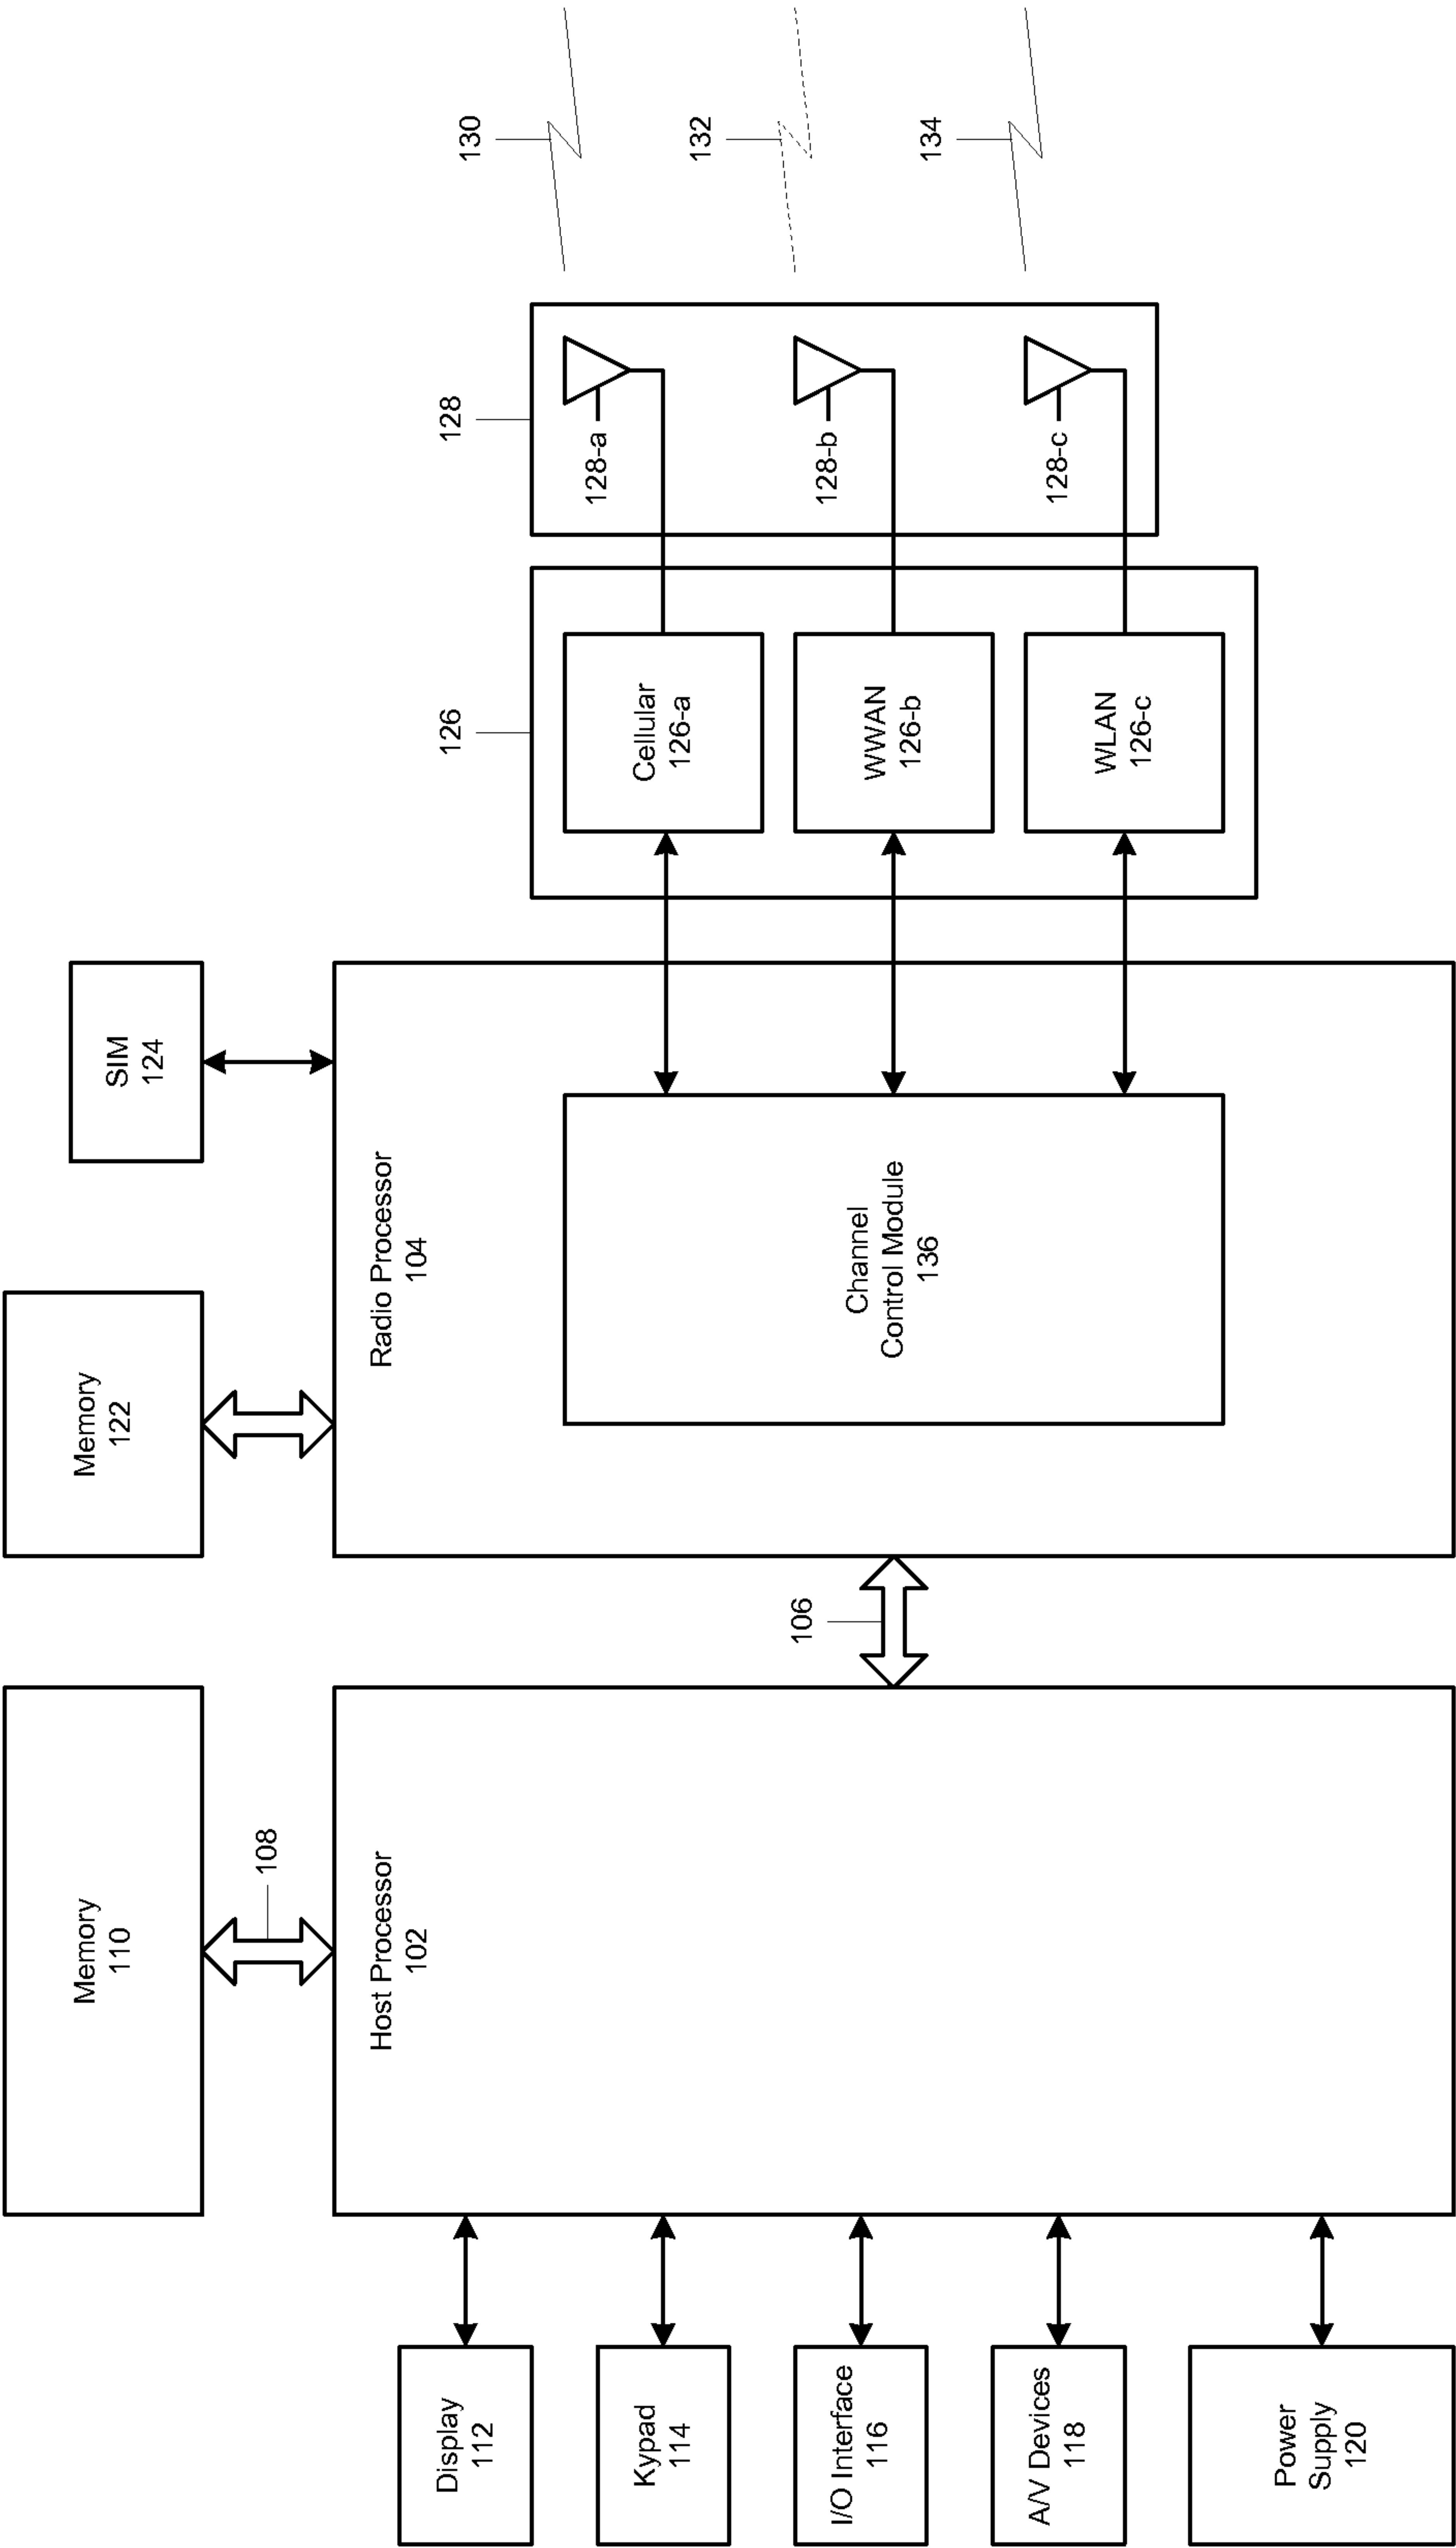 Memory
110
Memory
122
SIM
124
108
Host Processor
102
Radio Processor
104
Display
112
Kypad
114
I/O Interface
116
A/V Devices
118
Power
Supply
120
106
Channel
Control Module
136
126
Cellular
126-a
WWAN
126-b
WLAN
126-c
128
128-a
128-b
128-c
130
132
134